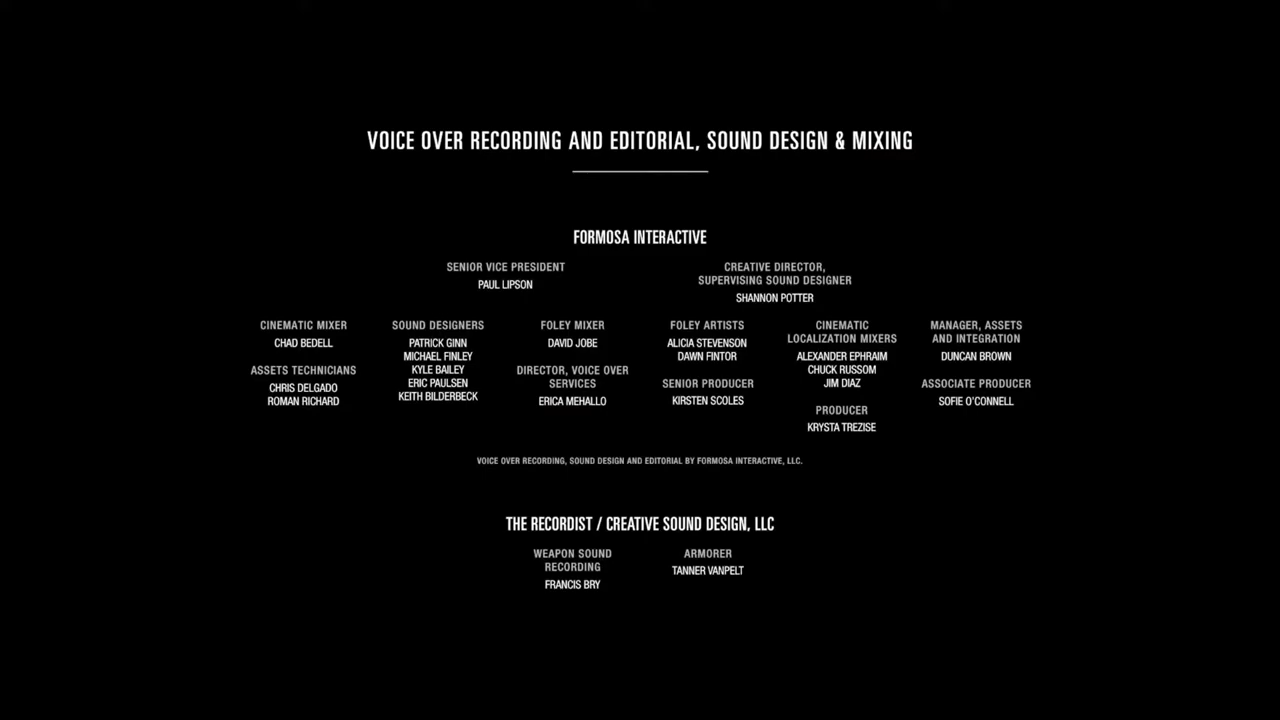 VOICE OVER RECORDING AND EDITORIAL, SOUND DESIGN & MIXING
FORMOSA INTERACTIVE
SENIOR VICE PRESIDENT
PAUL LIPSON
CREATIVE DIRECTOR,
SUPERVISING SOUND DESIGNER
SHANNON POTTER
CINEMATIC MIXER
CHAD BEDELL
ASSETS TECHNICIANS
CHRIS DELGADO
ROMAN RICHARD
SOUND DESIGNERS
PATRICK GINN
MICHAEL FINLEY
KYLE BAILEY
ERIC PAULSEN
KEITH BILDERBECK
FOLEY MIXER
DAVID JOBE
DIRECTOR, VOICE OVER
SERVICES
ERICA MEHALLO
FOLEY ARTISTS
ALICIA STEVENSON
DAWN FINTOR
SENIOR PRODUCER
KIRSTEN SCOLES
CINEMATIC
LOCALIZATION MIXERS
ALEXANDER EPHRAIM
CHUCK RUSSOM
JIM DIAZ
PRODUCER
KRYSTA TREZISE
MANAGER, ASSETS
AND INTEGRATION
DUNCAN BROWN
ASSOCIATE PRODUCER
SOFIE O'CONNELL
VOICE OVER RECORDING, SOUND DESIGN AND EDITORIAL BY FORMOSA INTERACTIVE, LLC.
THE RECORDIST / CREATIVE SOUND DESIGN, LLC
WEAPON SOUND
RECORDING
FRANCIS BRY
ARMORER
TANNER VANPELT